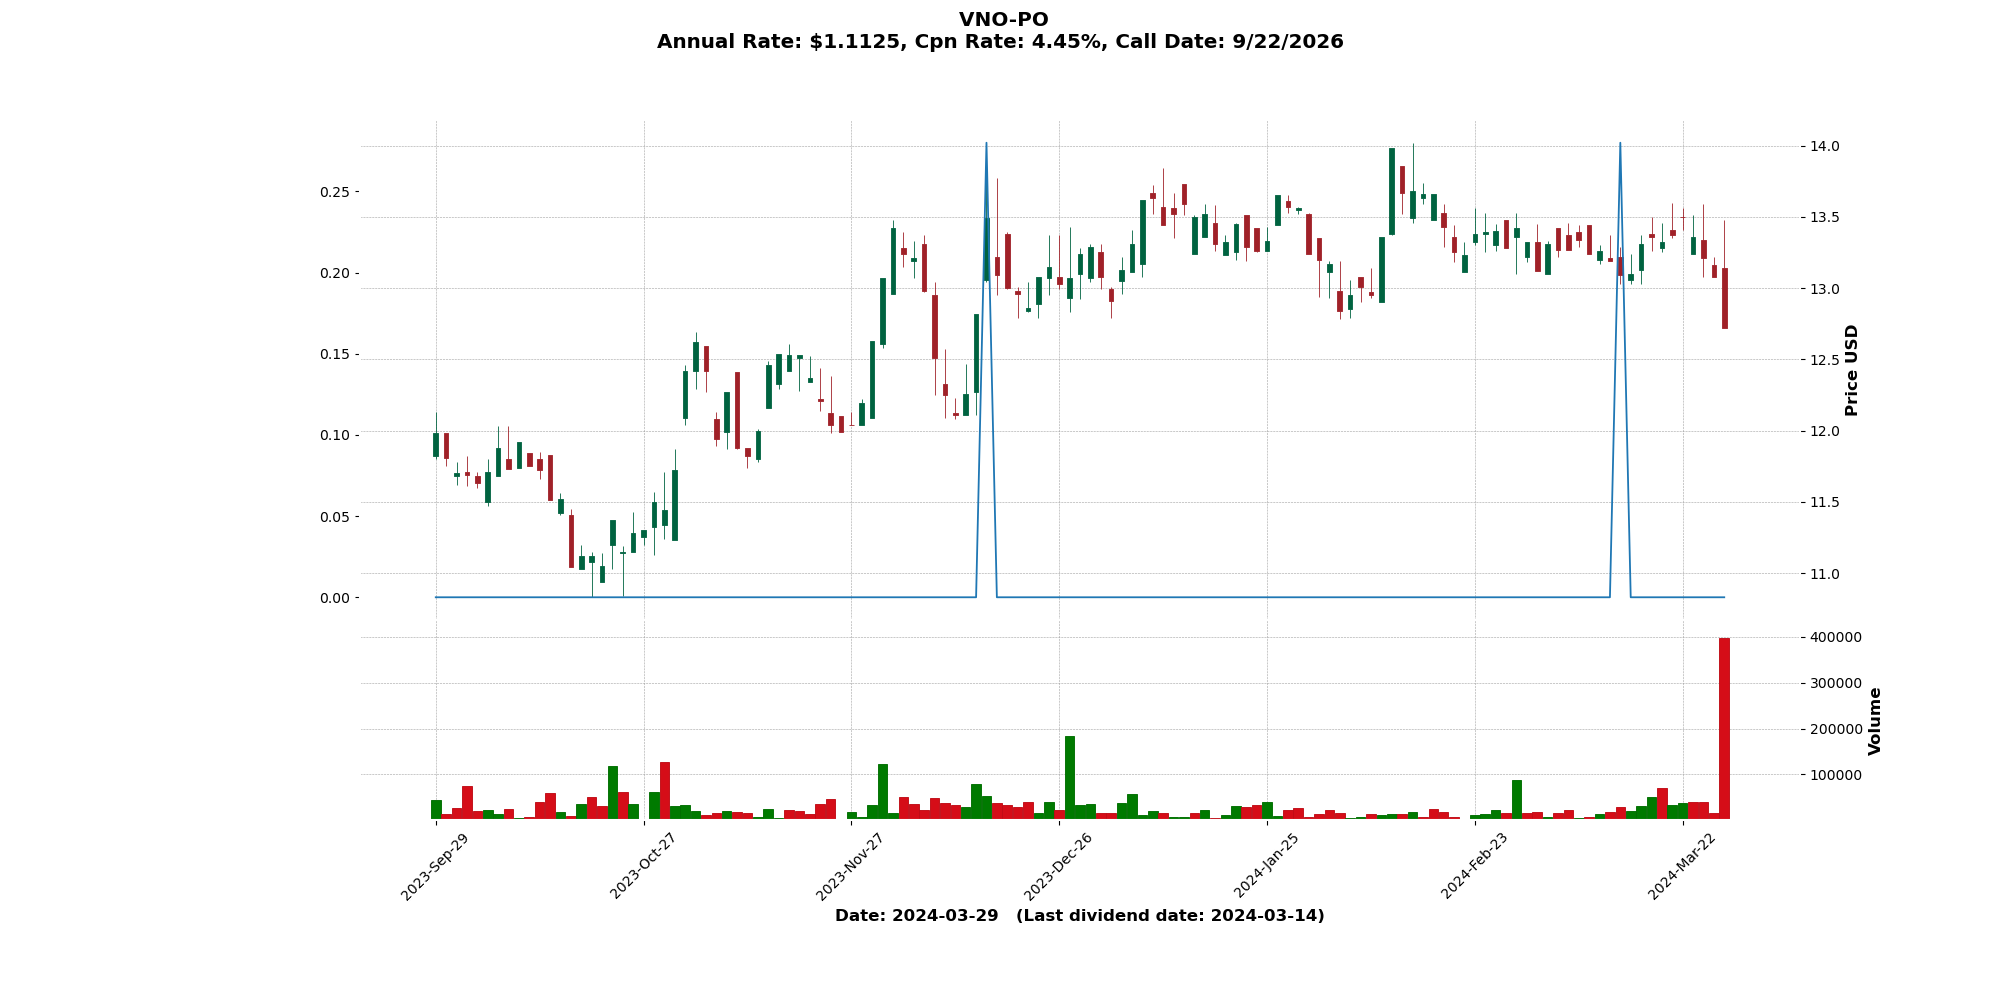 VNO-PO
Annual Rate: $1.1125, Cpn Rate: 4.45%, Call Date: 9/22/2026
0.25
0.20
0.15
0.10
0.05
0.00
14.0
13.5
13.0
12.5
12.0
11.5
11.0
Price USD
400000
300000
200000
100000
Volume
2023-Sep-29
2023-Oct-27
2023-Nov-27
2023-Dec-26
2024-Jan-25
2024-Feb-23
2024-Mar-22
Date: 2024-03-29 (Last dividend date: 2024-03-14)